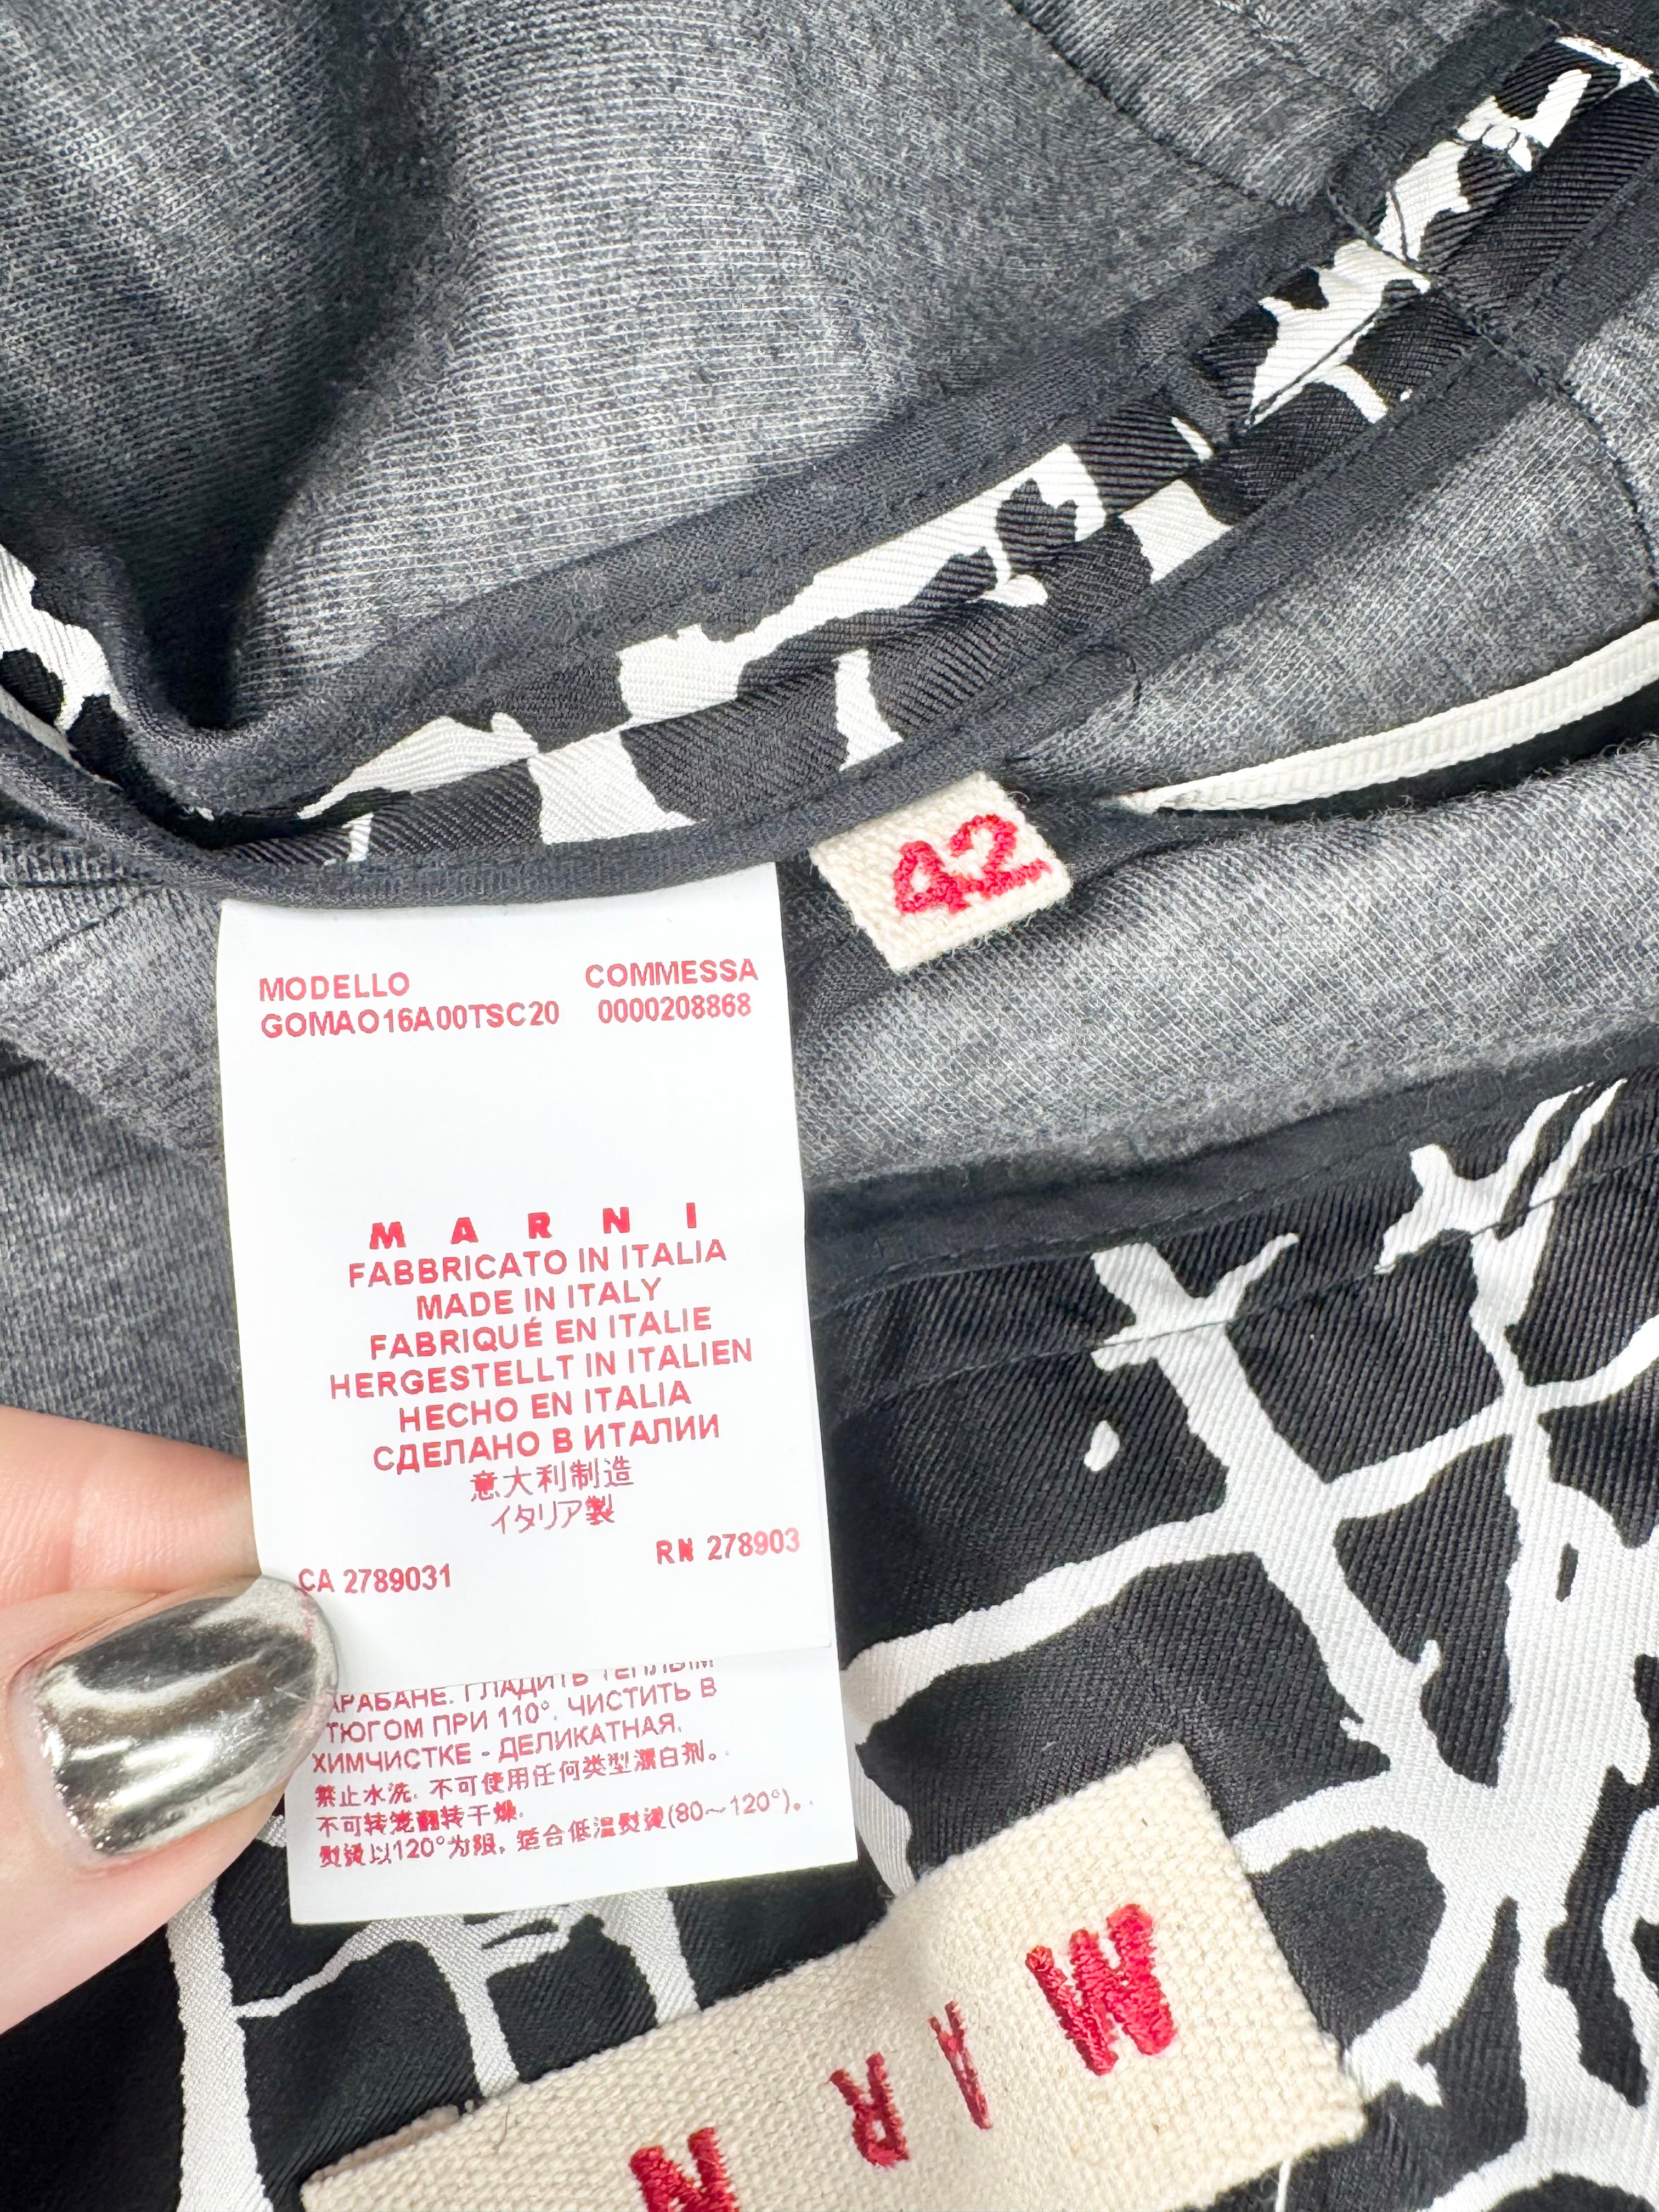 42
MODELLO COMMESSA
GOMAO16A00TSC20 0000208868
MARNI
FABBRICATO IN ITALIA
MADE IN ITALY
FABRIQUÉ EN ITALIE
HERGESTELLT IN ITALIEN
HECHO EN ITALIA
СДЕЛАНО В ИТАЛИИ
意大利制造
イタリア製
RN 278903
CA 2789031
ГЛАДИТЬ ТЕПЛЫМ
ПРИ 110°. ЧИСТИТЬ В
ХИМЧИСТКЕ - ДЕЛИКАТНАЯ.
禁止水洗. 不可使用任何类型漂白剂。
不可转笼翻转干燥.
熨烫以120°为限, 适合低温熨烫(80~120°)。
MARN